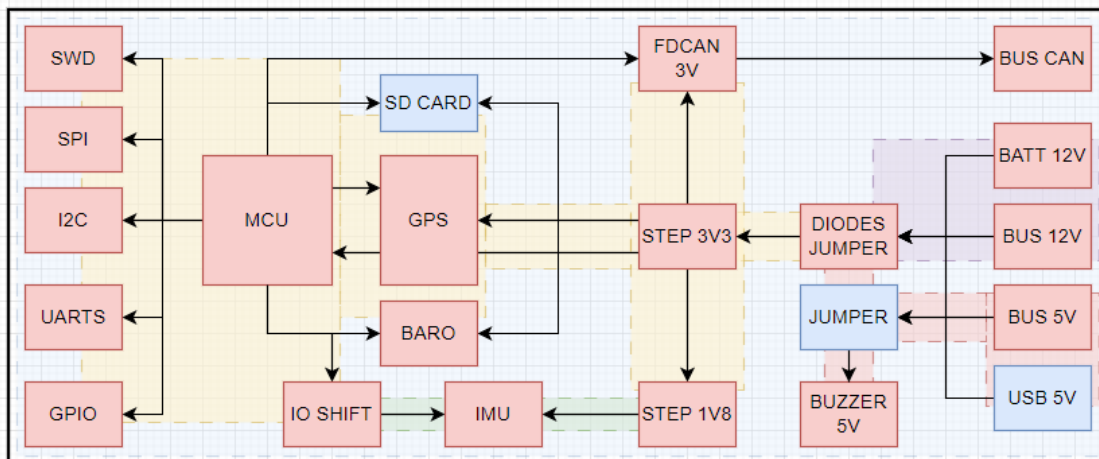 SWD
FDCAN
3V
BUS CAN
SD CARD
SPI
BATT 12V
I2C
MCU
GPS
STEP 3V3
DIODES
JUMPER
BUS 12V
UARTS
BARO
JUMPER
BUS 5V
GPIO
IO SHIFT
IMU
STEP 1V8
BUZZER
5V
USB 5V